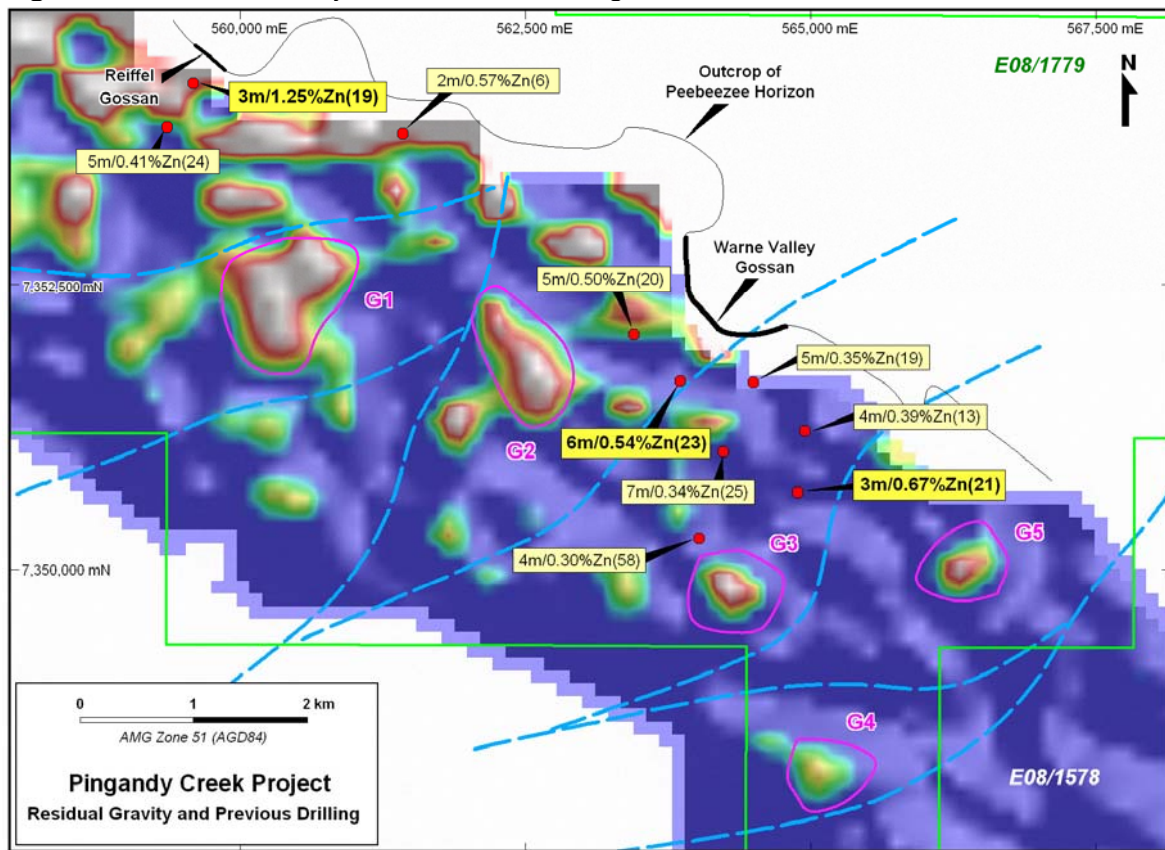 560,000 mE
562,500 mE
565,000 mE
567,500 mE
E08/1779
N
Reiffel
Gossan
3m/1.25%Zn(19)
2m/0.57%Zn(6)
Outcrop of
Peebeezee Horizon
5m/0.41%Zn(24)
Warne Valley
Gossan
7,352,500 mN
G1
5m/0.50%Zn(20)
5m/0.35%Zn(19)
4m/0.39%Zn(13)
G2
6m/0.54%Zn(23)
7m/0.34%Zn(25)
3m/0.67%Zn(21)
G3
G5
4m/0.30%Zn(58)
7,350,000 mN
0 1 2 km
AMG Zone 51 (AGD84)
G4
Pingandy Creek Project
Residual Gravity and Previous Drilling
E08/1578